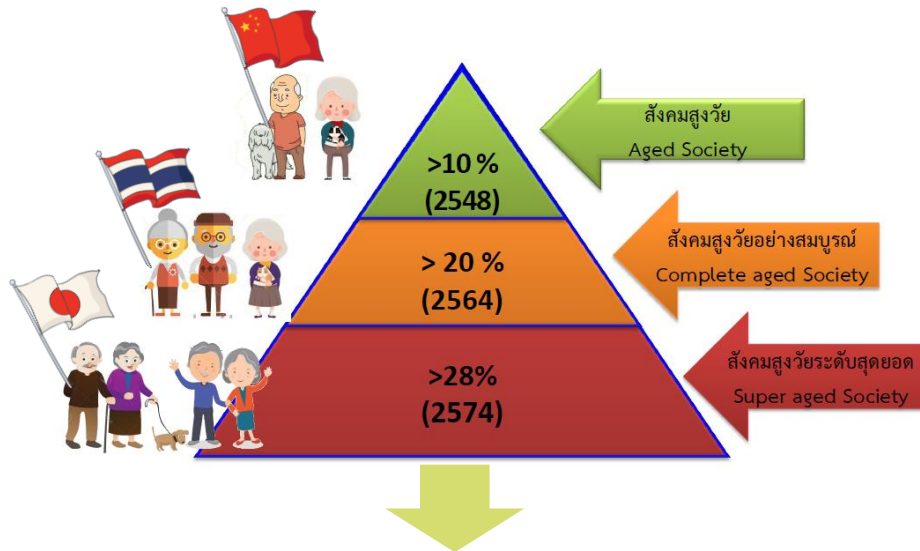 >10 %
(2548)
สังคมสูงวัย
Aged Society
> 20 %
(2564)
สังคมสูงวัยอย่างสมบูรณ์
Complete aged Society
>28%
(2574)
สังคมสูงวัยระดับสุดยอด
Super aged Society